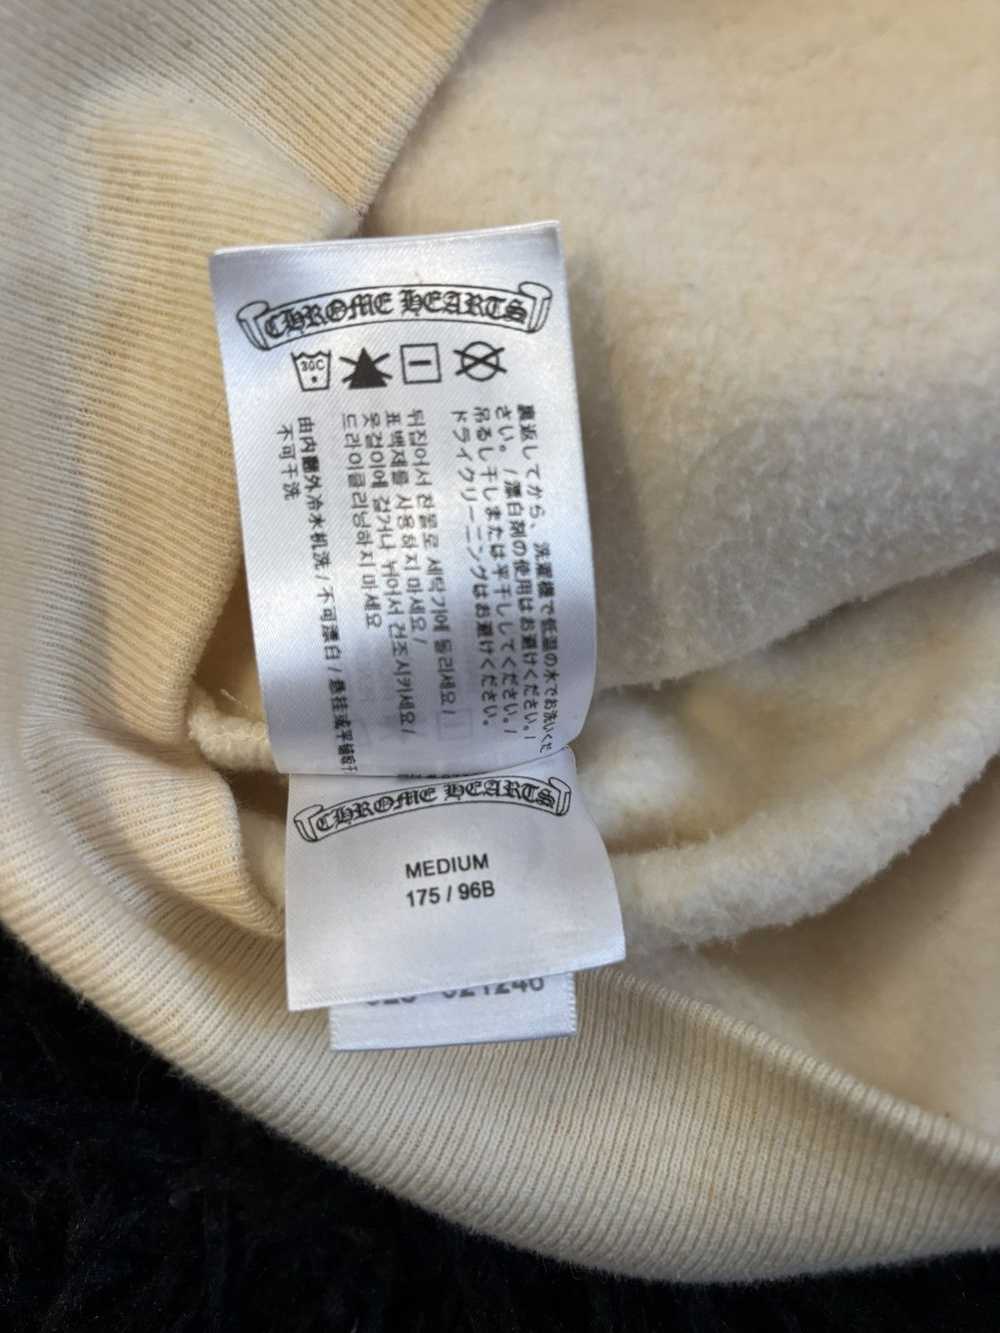 CHROME HEARTS
30C
裏返してから、洗濯機で低温の水でお洗いくだ
さい。/漂白剤の使用はお避けください。/
吊るし干しまたは平干ししてください。/
ドライクリーニングはお避けください。
뒤집어서 찬물로 세탁기에 돌리세요/
표백제를 사용하지 마세요/
옷걸이에 걸거나 뉘어서 건조시키세요/
드라이클리닝하지 마세요
由内翻外冷水机洗/不可漂白/悬挂或平铺晾干
不可干洗
CHROME HEARTS
MEDIUM
175 / 96B
021246